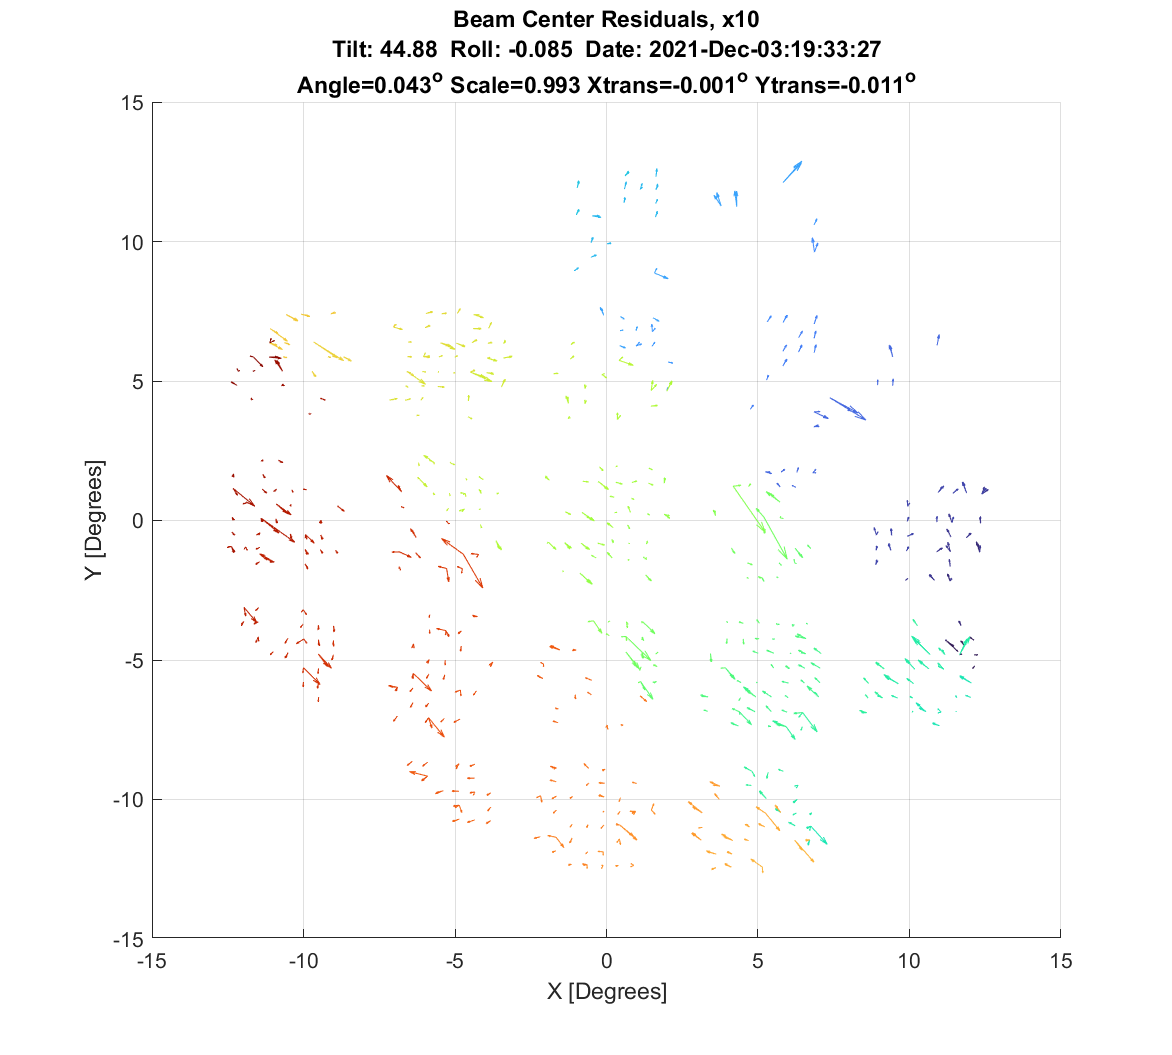 Beam Center Residuals, x10
Tilt: 44.88 Roll: -0.085 Date: 2021-Dec-03:19:33:27
Angle=0.043° Scale=0.993 Xtrans=-0.001° Ytrans=-0.011°
15
10
5
0
-5
-10
-15
Y [Degrees]
-15 -10 -5 0 5 10 15
X [Degrees]